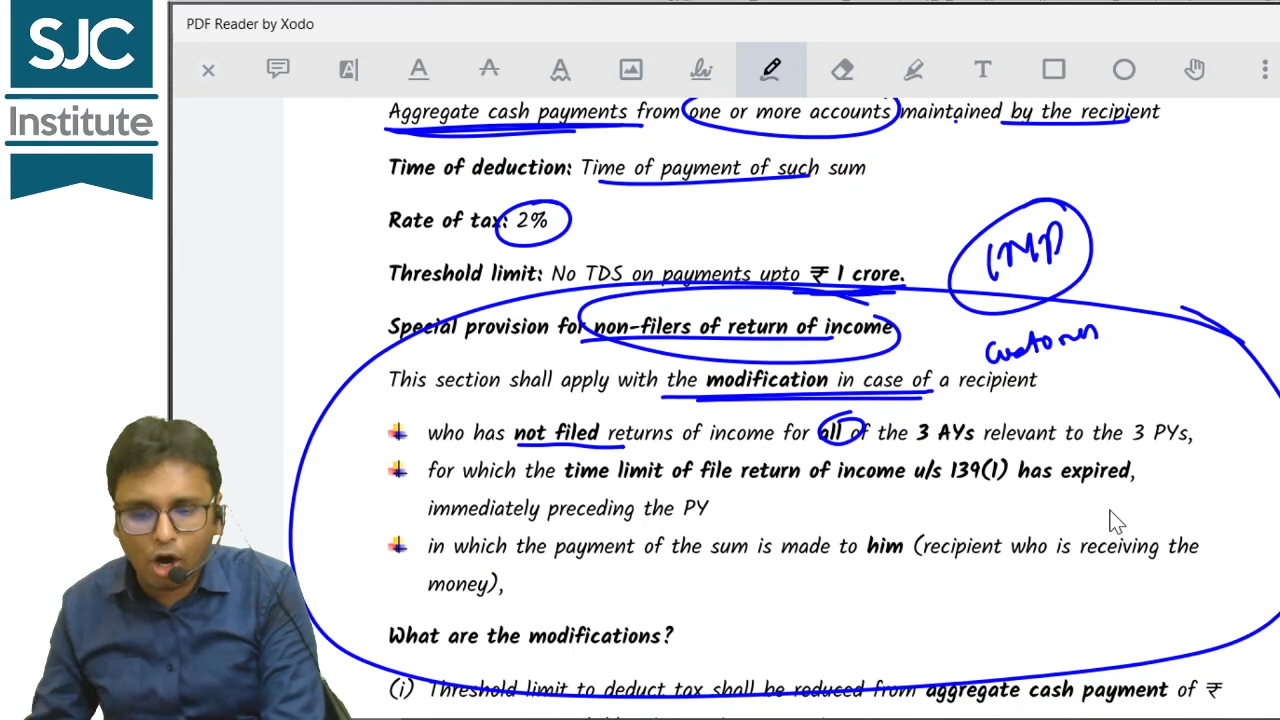 SJC
Institute
PDF Reader by Xodo
Aggregate cash payments from one or more accounts maintained by the recipient
Time of deduction: Time of payment of such sum
Rate of tax: 2%
Threshold limit: No TDS on payments upto ₹ 1 crore.
IMP
Special provision for non-filers of return of income
Customer
This section shall apply with the modification in case of a recipient
who has not filed returns of income for all of the 3 AYs relevant to the 3 PYs,
for which the time limit of file return of income u/s 139(1) has expired,
immediately preceding the PY
in which the payment of the sum is made to him (recipient who is receiving the
money),
What are the modifications?
(i) Threshold limit to deduct tax shall be reduced from aggregate cash payment of ₹